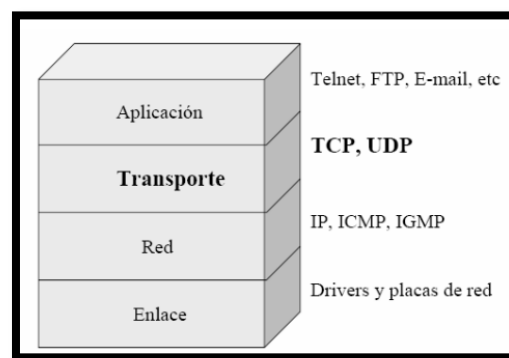 Telnet, FTP, E-mail, etc
Aplicación
TCP, UDP
Transporte
IP, ICMP, IGMP
Red
Drivers y placas de red
Enlace